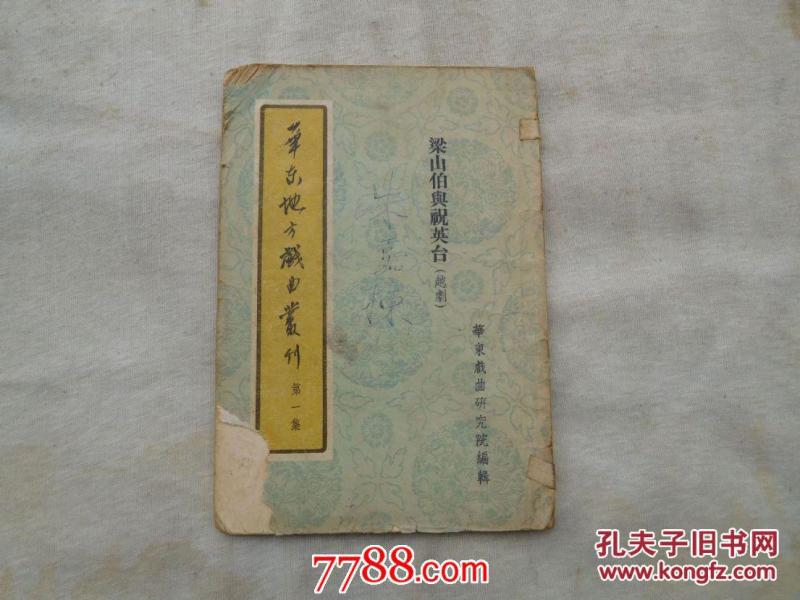 華东地方戲曲叢刊
第一集
梁山伯與祝英台(越劇)
華東戲曲研究院編輯
7788.com
孔夫子旧书网
www.kongfz.com